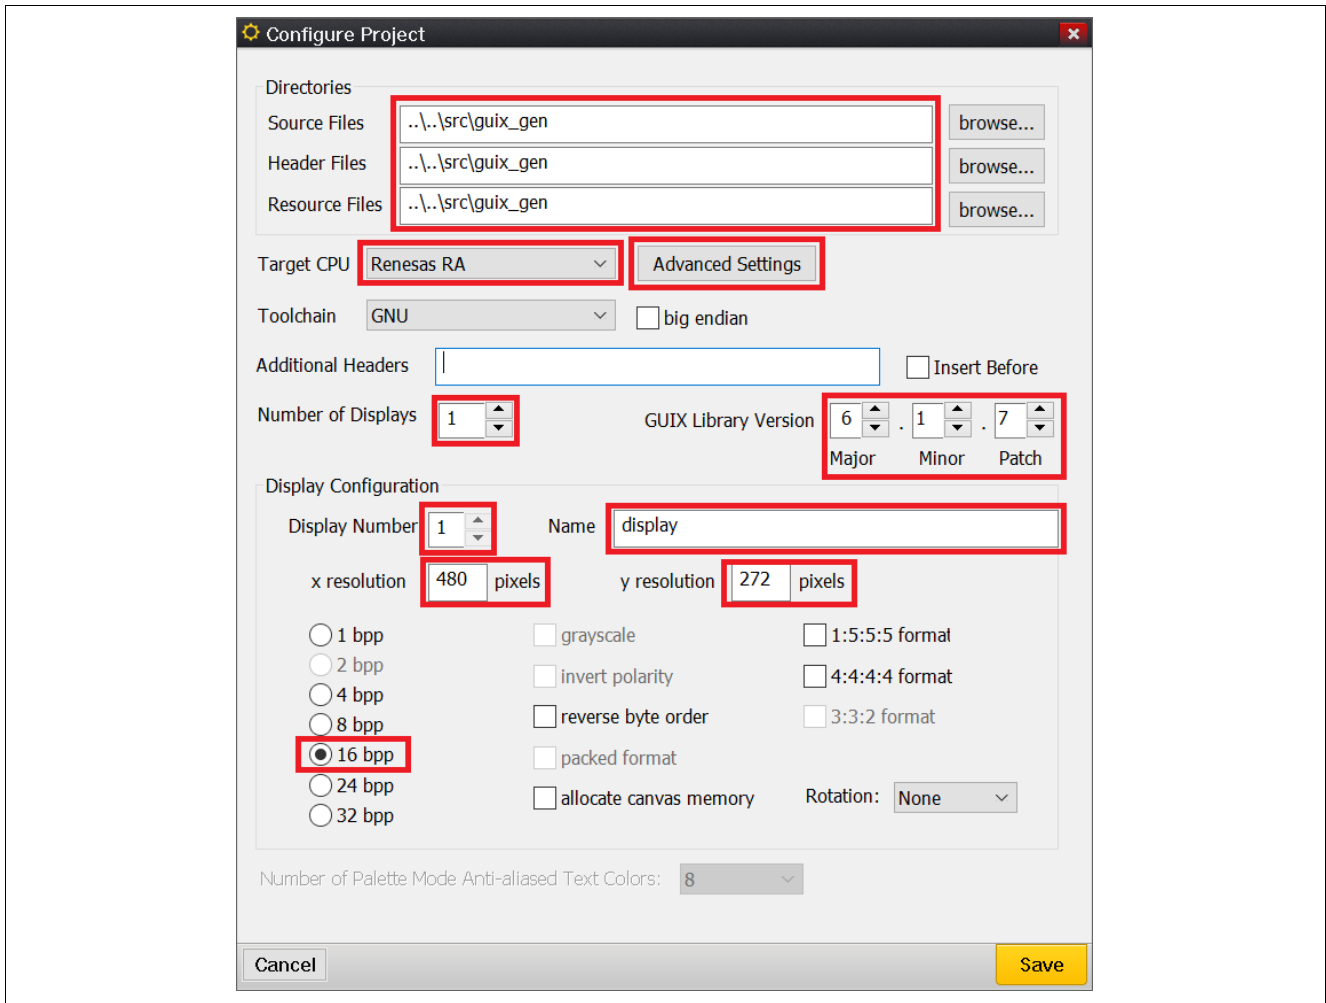 Configure Project
Directories
Source Files ..\..\src\guix_gen browse...
Header Files ..\..\src\guix_gen browse...
Resource Files ..\..\src\guix_gen browse...
Target CPU Renesas RA Advanced Settings
Toolchain GNU big endian
Additional Headers Insert Before
Number of Displays 1 GUIX Library Version 6 . 1 . 7
Major Minor Patch
Display Configuration
Display Number 1 Name display
x resolution 480 pixels y resolution 272 pixels
1 bpp grayscale 1:5:5:5 format
2 bpp
4 bpp invert polarity 4:4:4:4 format
8 bpp reverse byte order 3:3:2 format
16 bpp packed format
24 bpp allocate canvas memory Rotation: None
32 bpp
Number of Palette Mode Anti-aliased Text Colors: 8
Cancel Save